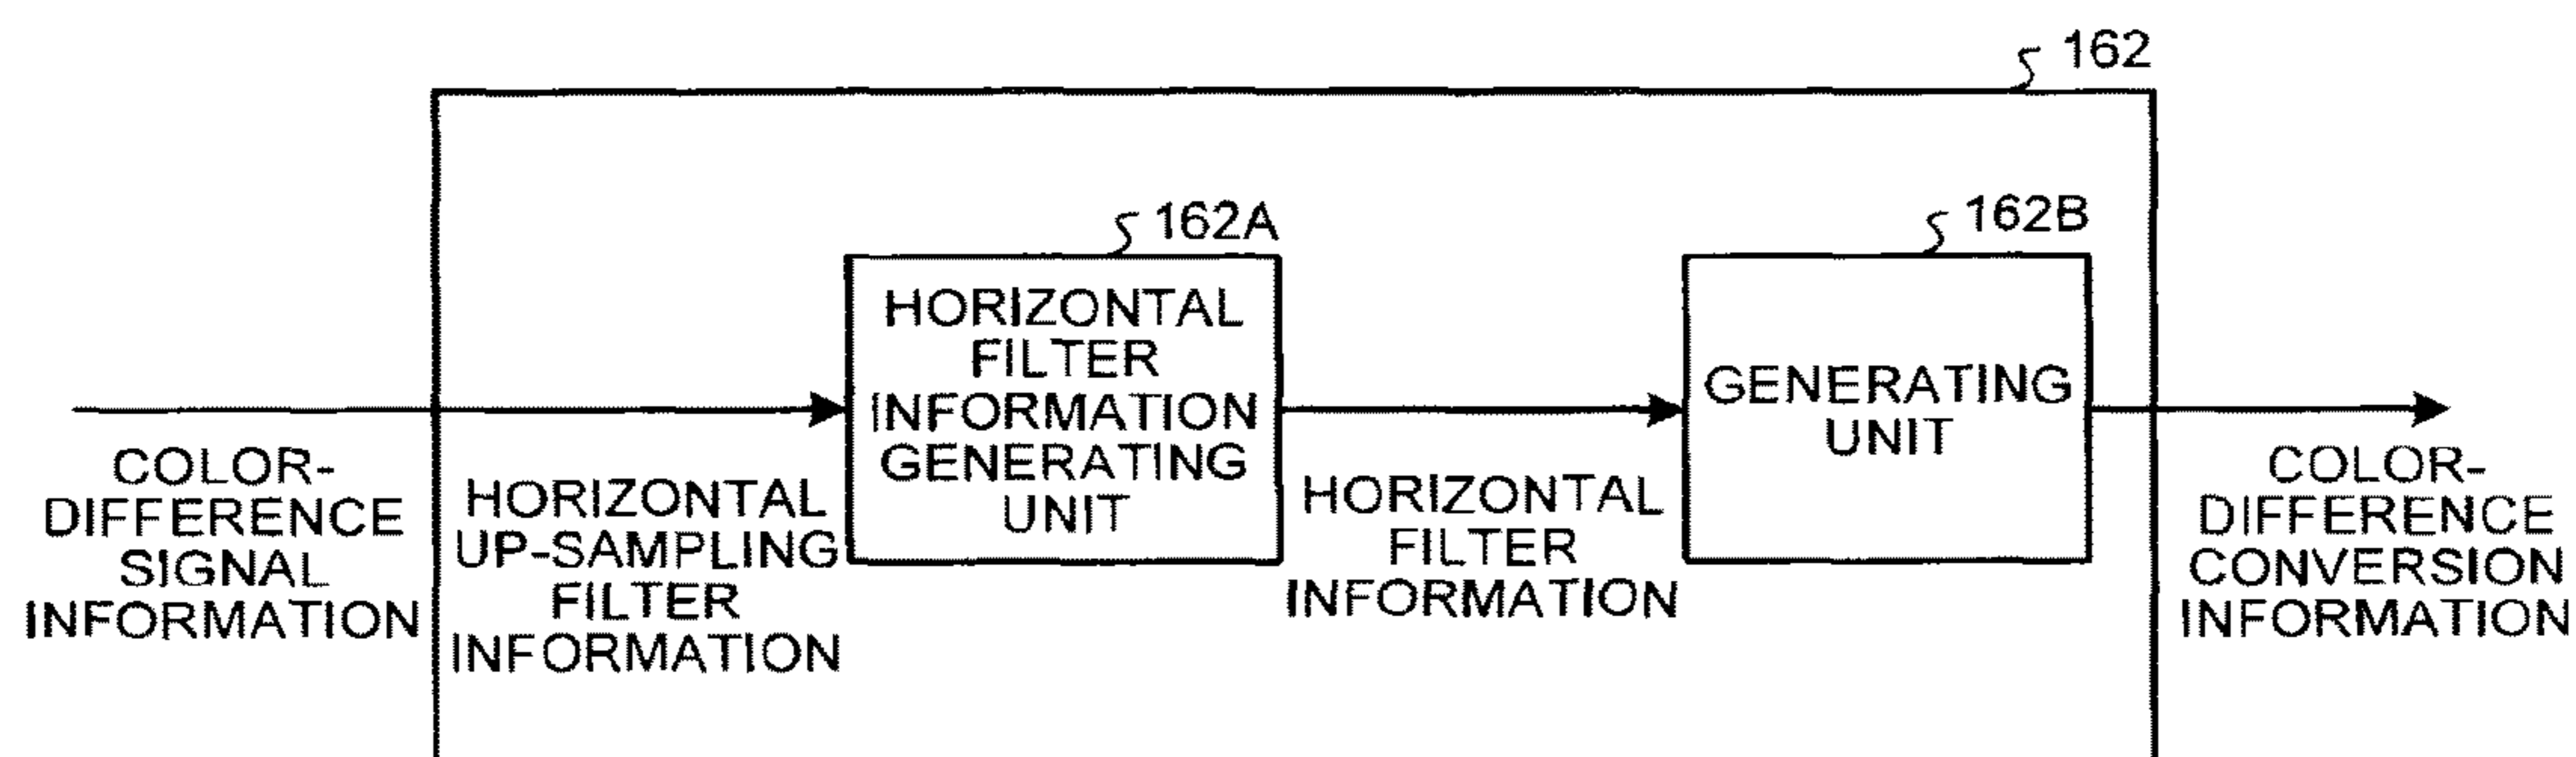 162
162A
162B
HORIZONTAL
FILTER
INFORMATION
GENERATING
UNIT
GENERATING
UNIT
COLOR-
DIFFERENCE
SIGNAL
INFORMATION
HORIZONTAL
UP-SAMPLING
FILTER
INFORMATION
HORIZONTAL
FILTER
INFORMATION
COLOR-
DIFFERENCE
CONVERSION
INFORMATION